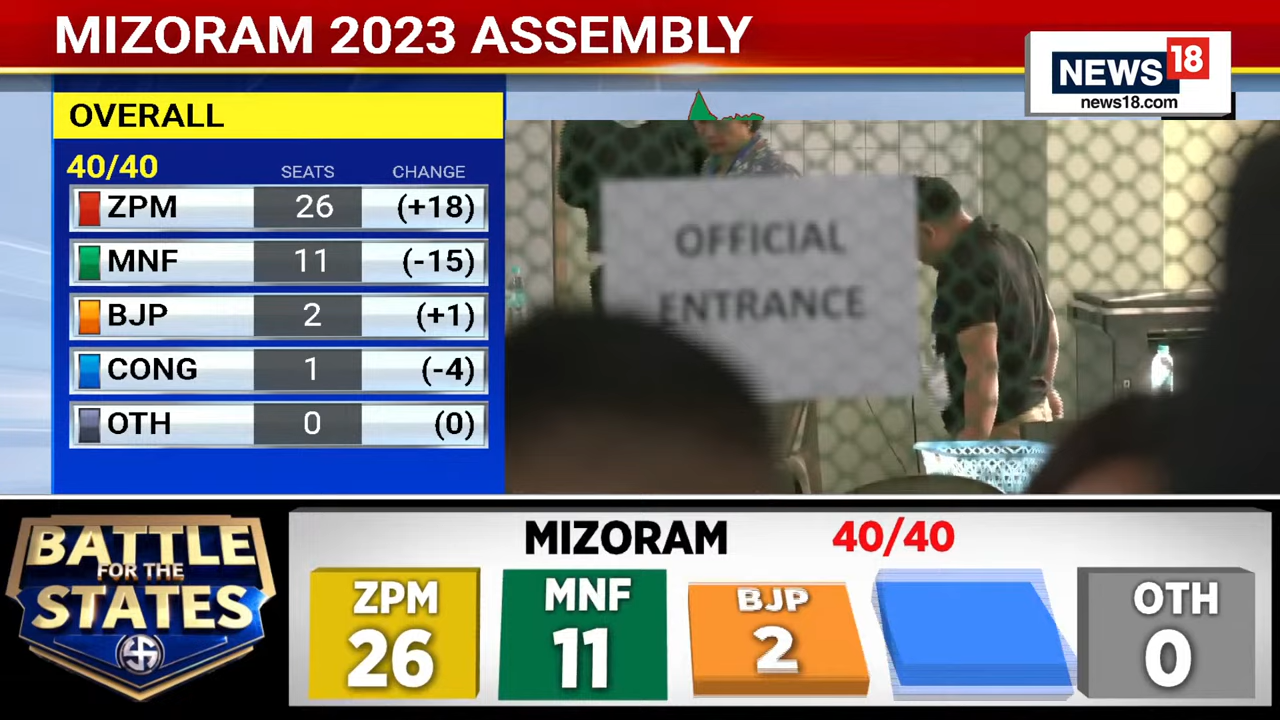 MIZORAM 2023 ASSEMBLY
NEWS 18
news18.com
OVERALL
40/40 SEATS CHANGE
ZPM 26 (+18)
MNF 11 (-15)
BJP 2 (+1)
CONG 1 (-4)
OTH 0 (0)
OFFICIAL
ENTRANCE
BATTLE
FOR THE
STATES
MIZORAM 40/40
ZPM
26
MNF
11
BJP
2
OTH
0